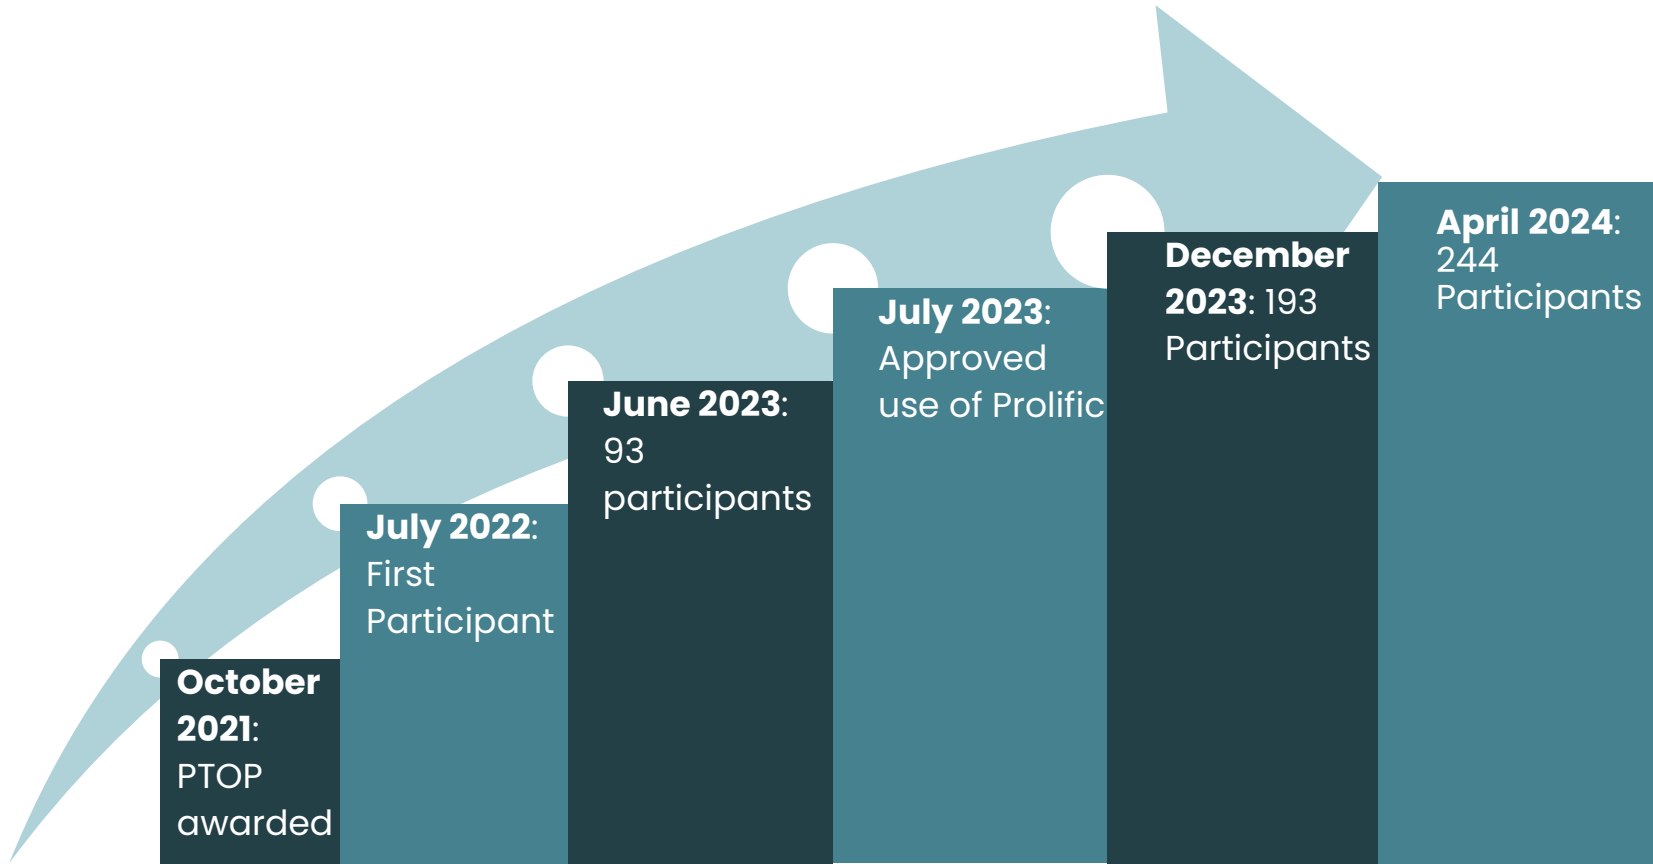 October
2021:
PTOP
awarded
July 2022:
First
Participant
June 2023:
93
participants
July 2023:
Approved
use of Prolific
December
2023: 193
Participants
April 2024:
244
Participants